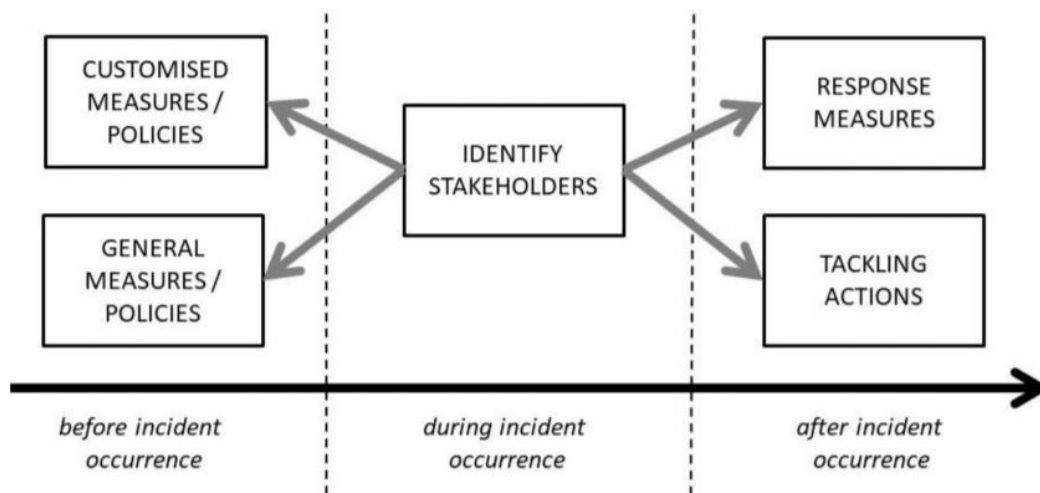 CUSTOMISED
MEASURES /
POLICIES
GENERAL
MEASURES /
POLICIES
IDENTIFY
STAKEHOLDERS
RESPONSE
MEASURES
TACKLING
ACTIONS
before incident
occurrence
during incident
occurrence
after incident
occurrence